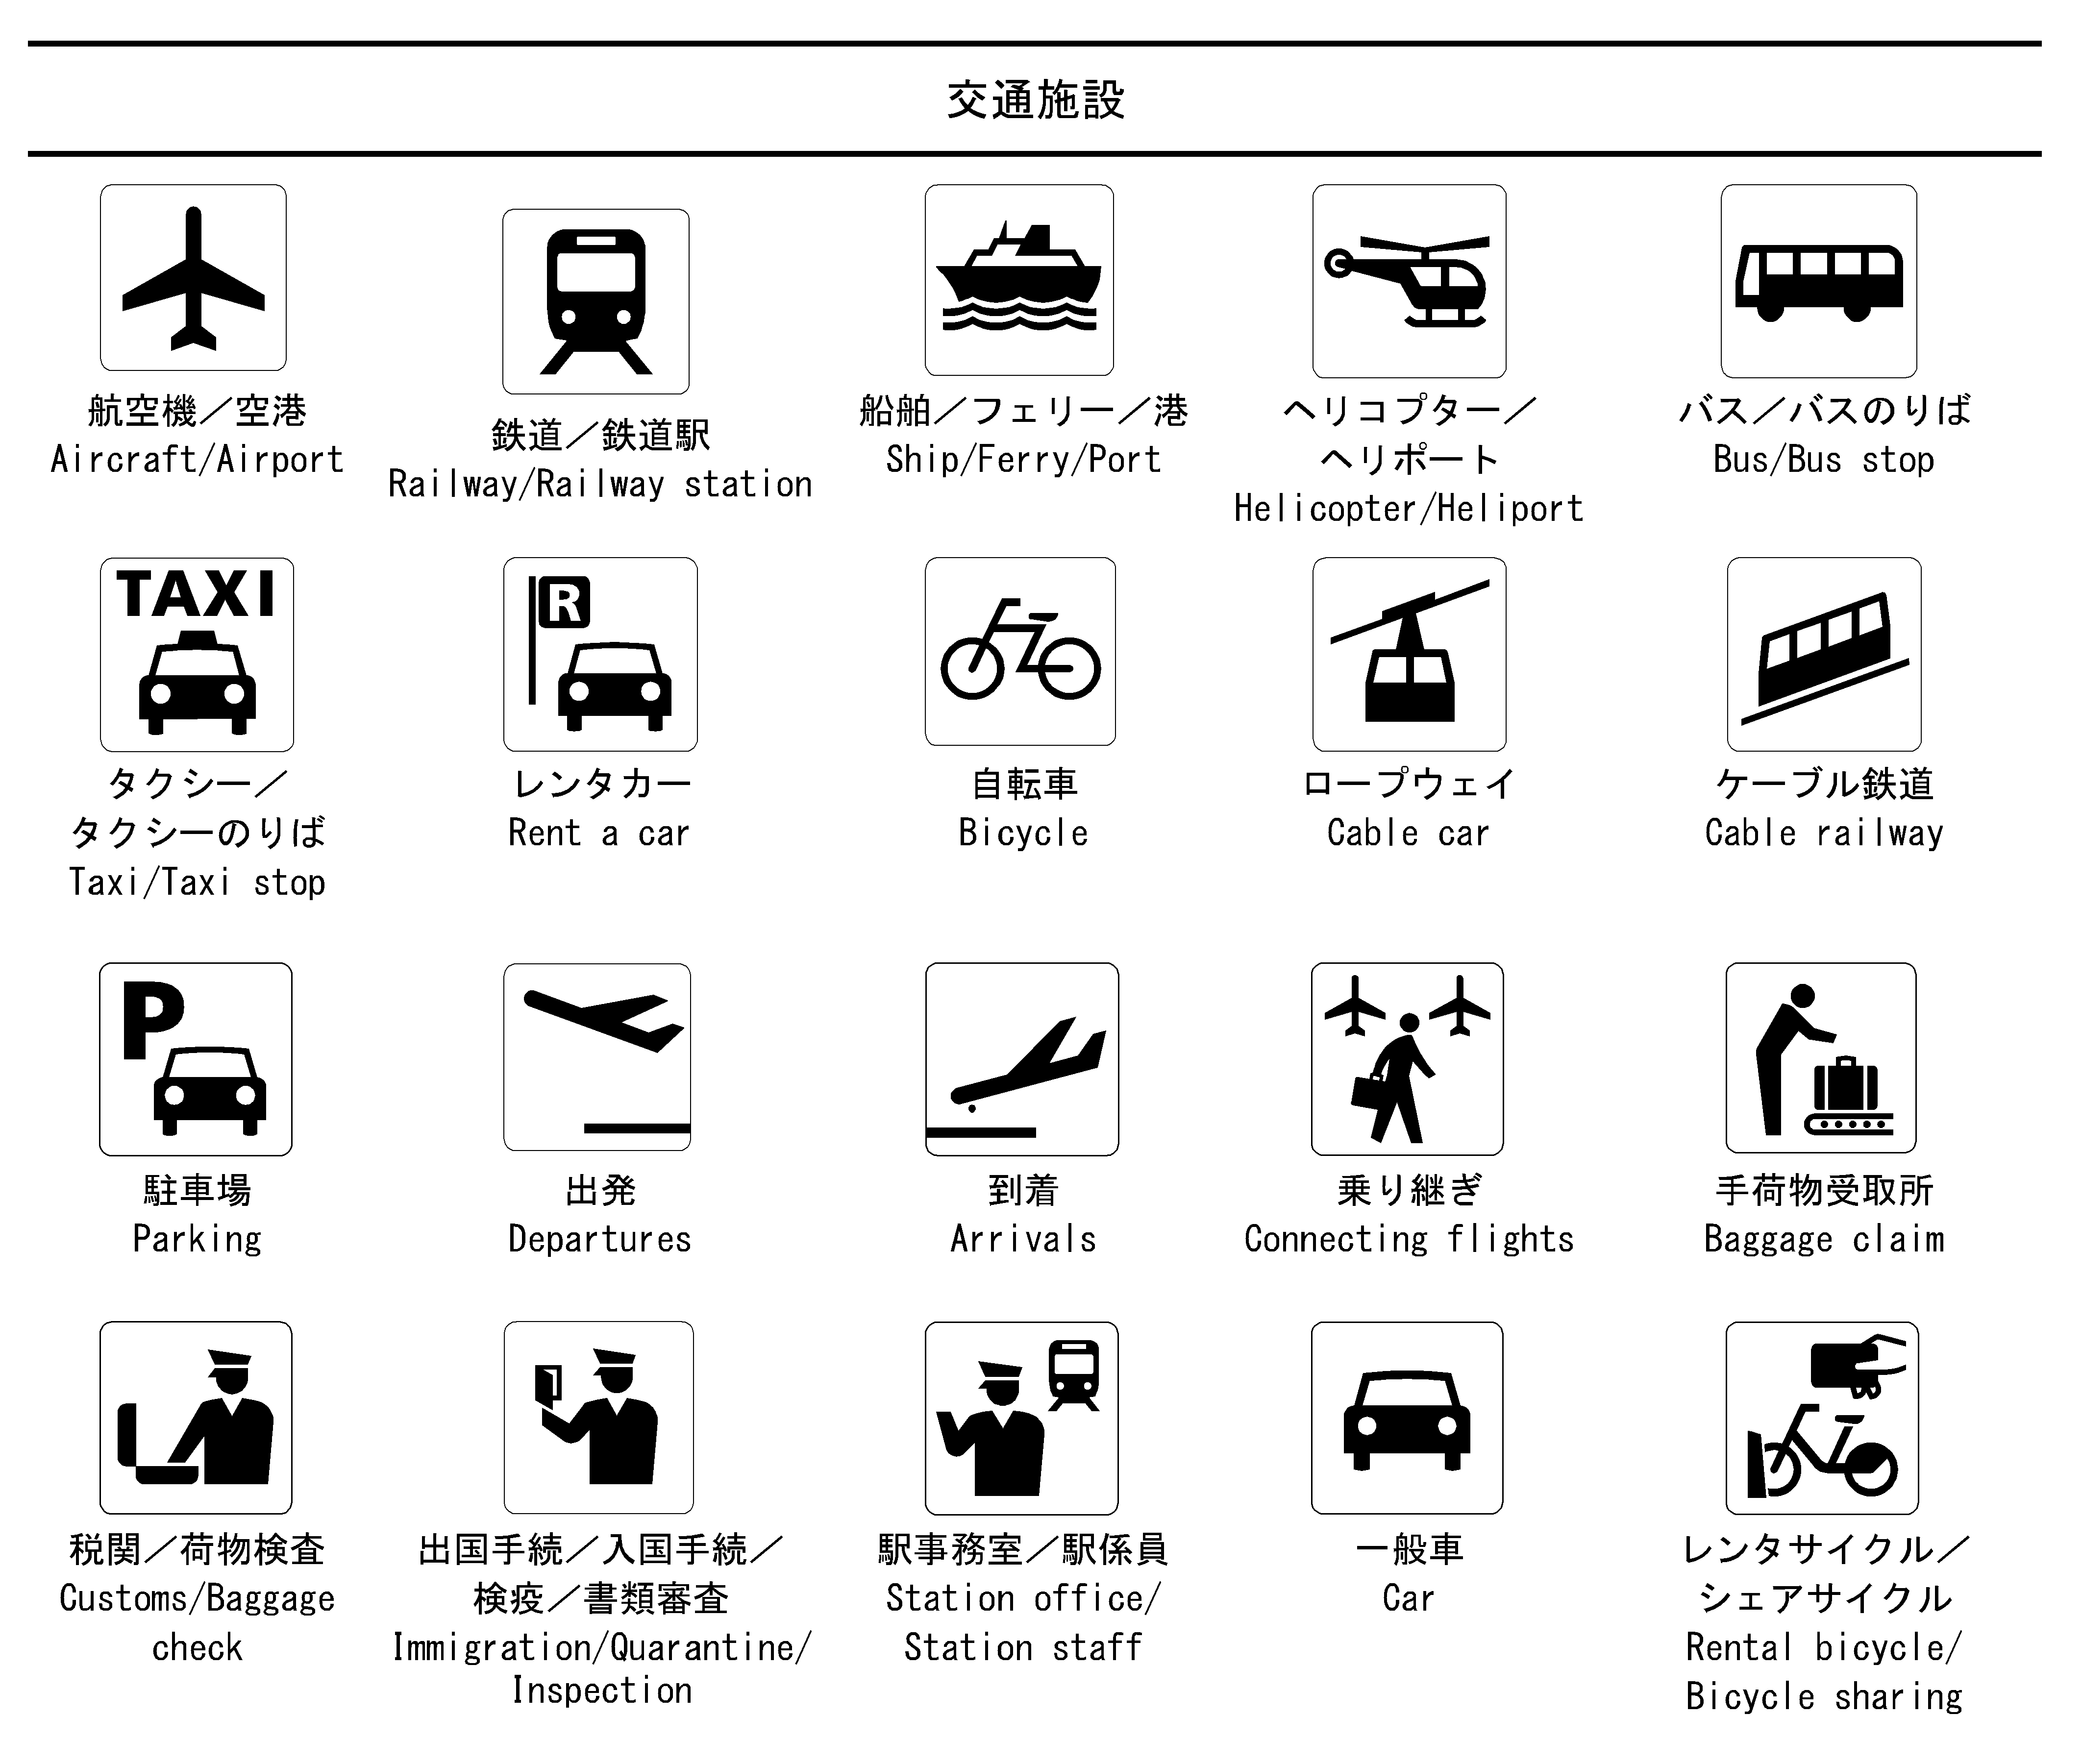 交通施設
航空機／空港
Aircraft/Airport
鉄道／鉄道駅
Railway/Railway station
船舶／フェリー／港
Ship/Ferry/Port
ヘリコプター／
ヘリポート
Helicopter/Heliport
バス／バスのりば
Bus/Bus stop
TAXI
タクシー／
タクシーのりば
Taxi/Taxi stop
R
レンタカー
Rent a car
自転車
Bicycle
ロープウェイ
Cable car
ケーブル鉄道
Cable railway
P
駐車場
Parking
出発
Departures
到着
Arrivals
乗り継ぎ
Connecting flights
手荷物受取所
Baggage claim
税関／荷物検査
Customs/Baggage
check
出国手続／入国手続／
検疫／書類審査
Immigration/Quarantine/
Inspection
駅事務室／駅係員
Station office/
Station staff
一般車
Car
レンタサイクル／
シェアサイクル
Rental bicycle/
Bicycle sharing